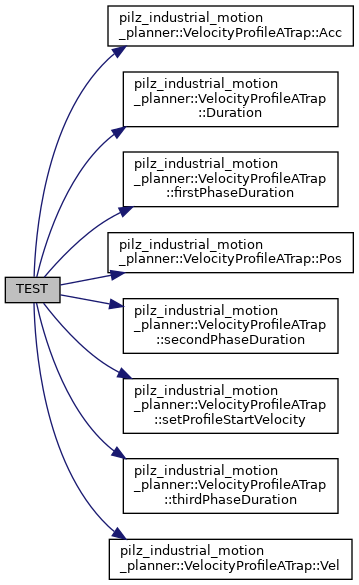 pilz_industrial_motion
_planner::VelocityProfileATrap::Acc
pilz_industrial_motion
_planner::VelocityProfileATrap
::Duration
pilz_industrial_motion
_planner::VelocityProfileATrap
::firstPhaseDuration
pilz_industrial_motion
_planner::VelocityProfileATrap::Pos
TEST
pilz_industrial_motion
_planner::VelocityProfileATrap
::secondPhaseDuration
pilz_industrial_motion
_planner::VelocityProfileATrap
::setProfileStartVelocity
pilz_industrial_motion
_planner::VelocityProfileATrap
::thirdPhaseDuration
pilz_industrial_motion
_planner::VelocityProfileATrap::Vel